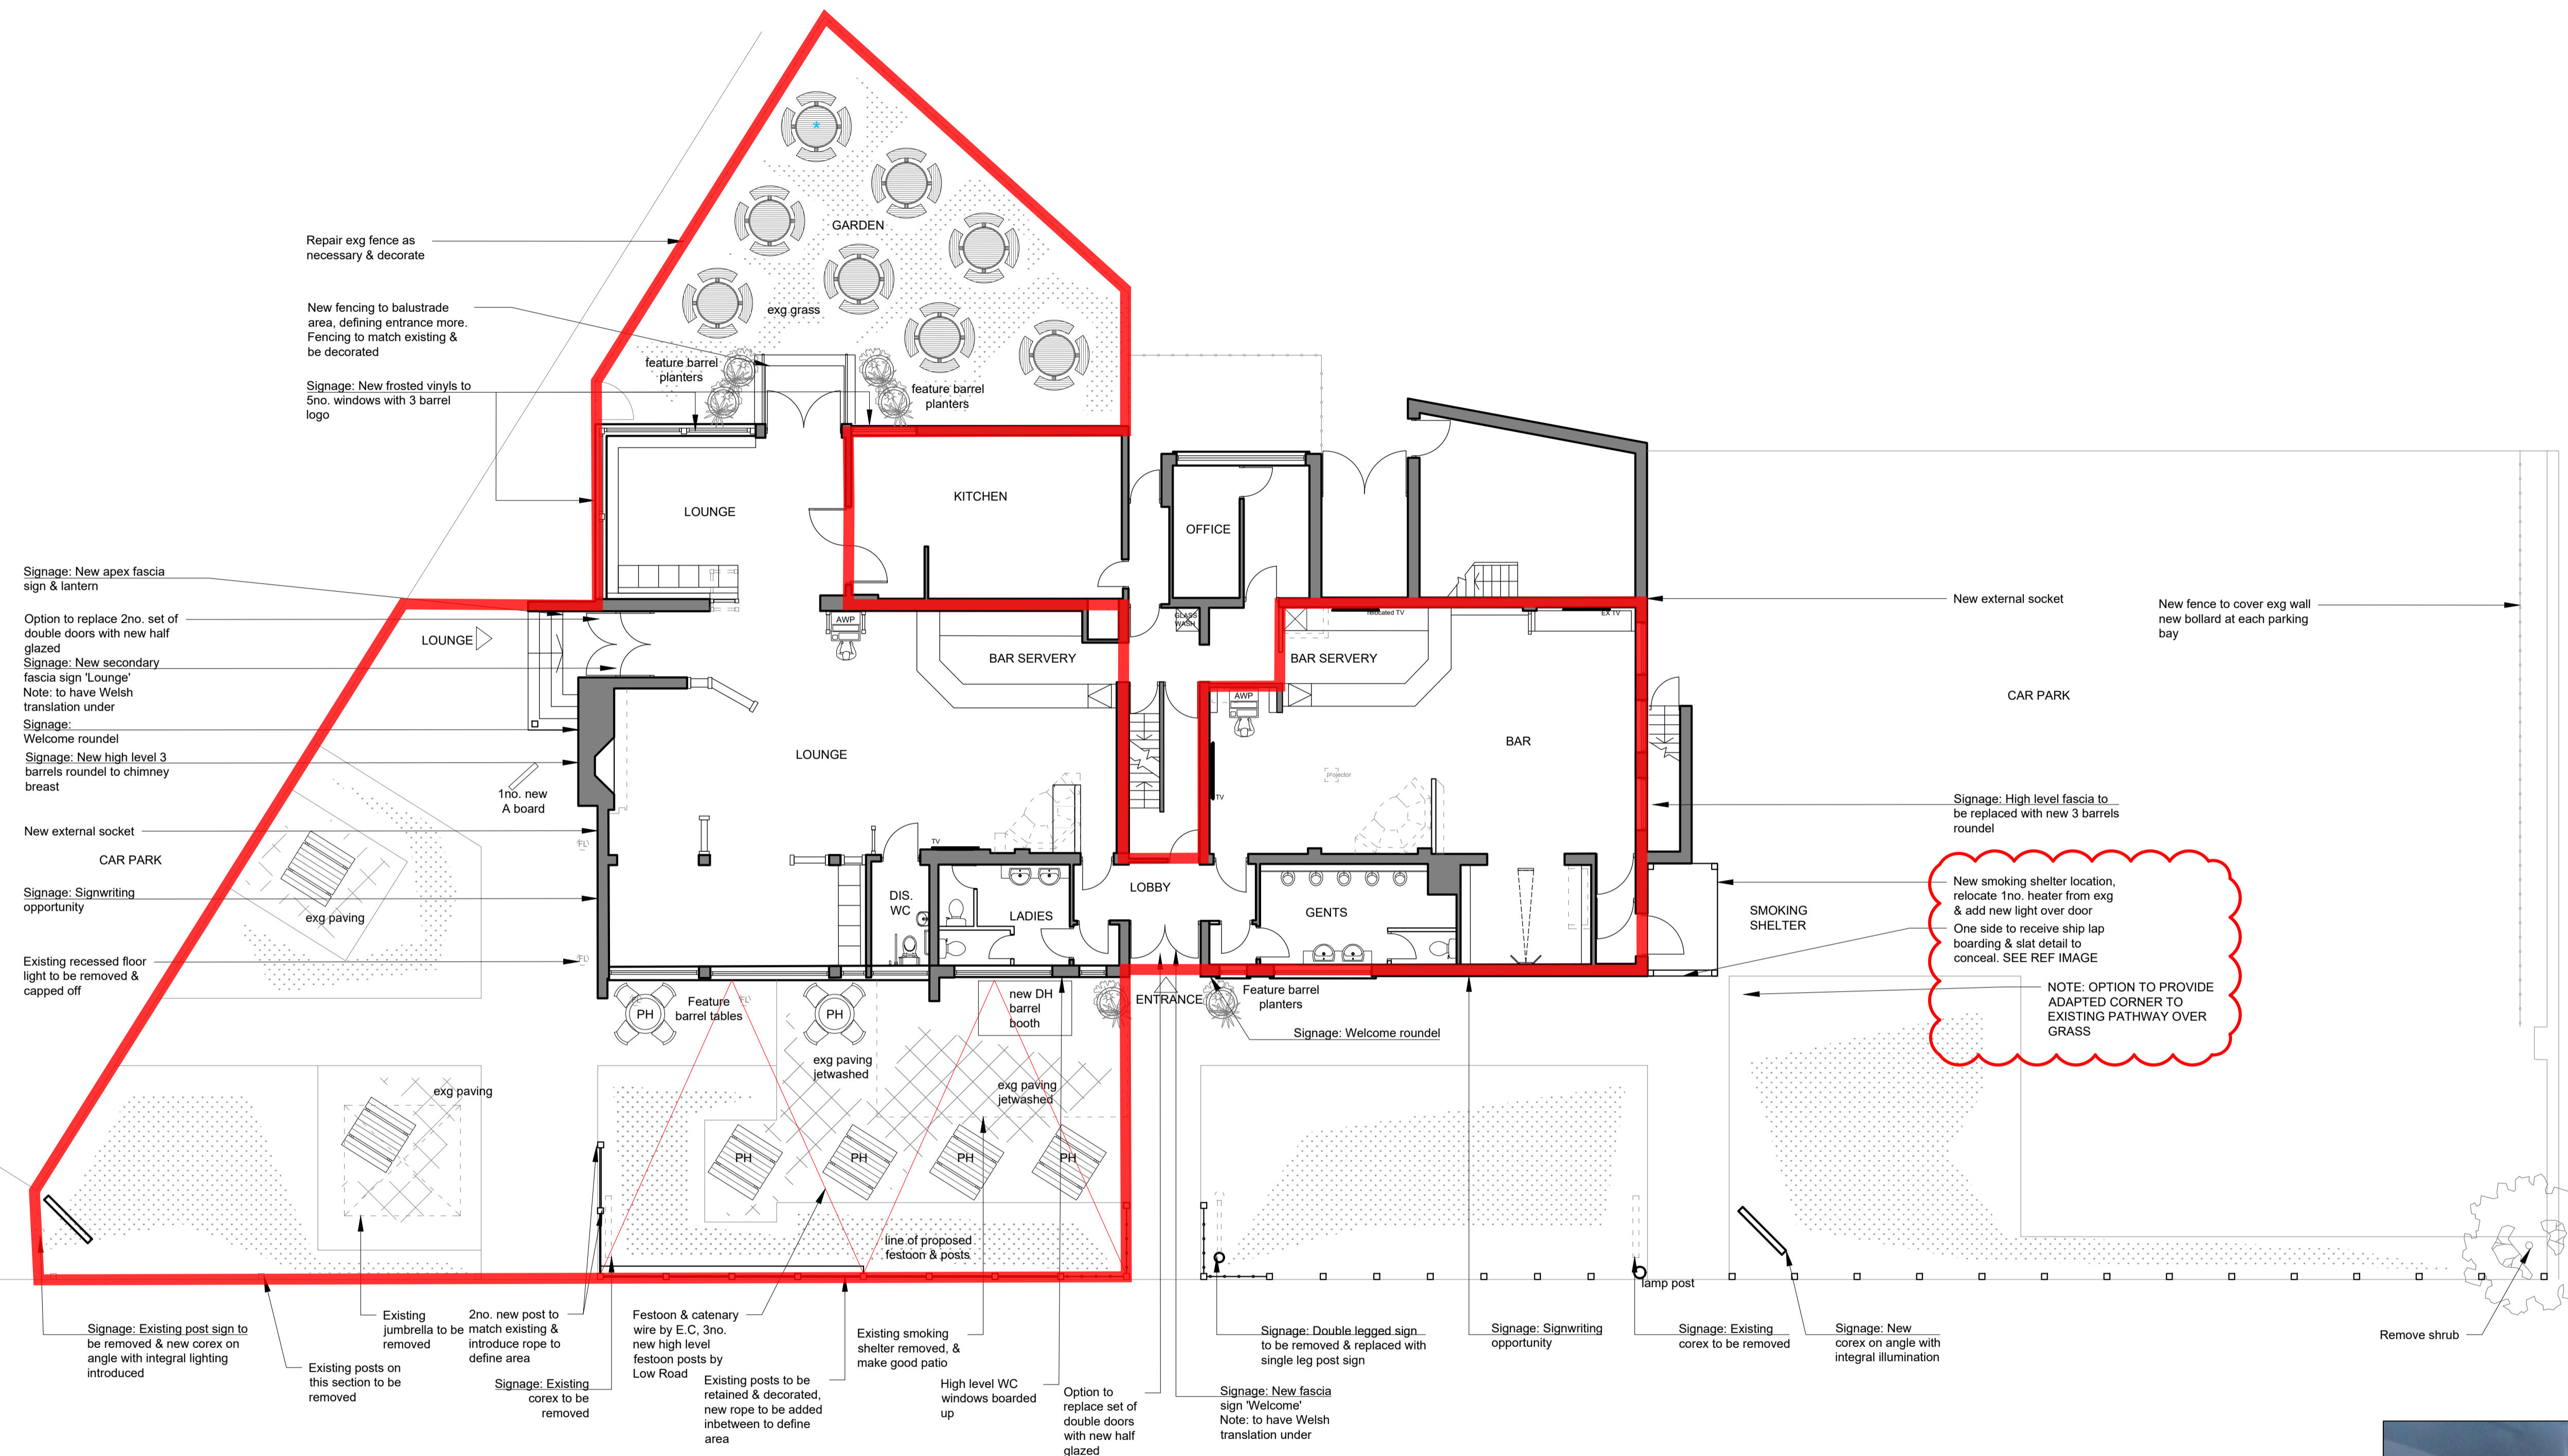 Repair exg fence as
necessary & decorate
New fencing to balustrade
area, defining entrance more.
Fencing to match existing &
be decorated
Signage: New frosted vinyls to
5no. windows with 3 barrel
logo
GARDEN
exg grass
feature barrel
planters
feature barrel
planters
LOUNGE
KITCHEN
OFFICE
GLASS
WASH
Signage: New apex fascia
sign & lantern
Option to replace 2no. set of
double doors with new half
glazed
Signage: New secondary
fascia sign 'Lounge'
Note: to have Welsh
translation under
Signage:
Welcome roundel
Signage: New high level 3
barrels roundel to chimney
breast
New external socket
CAR PARK
Signage: Signwriting
opportunity
Existing recessed floor
light to be removed &
capped off
LOUNGE
1no. new
A board
FL
FL
exg paving
exg paving
AWP
BAR SERVERY
LOUNGE
TV
DIS.
WC
LADIES
LOBBY
GENTS
relocated TV
EX TV
BAR SERVERY
AWP
BAR
projector
TV
New external socket
New fence to cover exg wall
new bollard at each parking
bay
CAR PARK
Signage: High level fascia to
be replaced with new 3 barrels
roundel
SMOKING
SHELTER
New smoking shelter location,
relocate 1no. heater from exg
& add new light over door
One side to receive ship lap
boarding & slat detail to
conceal. SEE REF IMAGE
NOTE: OPTION TO PROVIDE
ADAPTED CORNER TO
EXISTING PATHWAY OVER
GRASS
PH
FL
Feature
barrel tables
FL
PH
new DH
barrel
booth
ENTRANCE
Feature barrel
planters
Signage: Welcome roundel
exg paving
jetwashed
exg paving
jetwashed
PH
PH
PH
PH
line of proposed
festoon & posts
lamp post
Signage: Existing post sign to
be removed & new corex on
angle with integral lighting
introduced
Existing posts on
this section to be
removed
Existing
jumbrella to be
removed
2no. new post to
match existing &
introduce rope to
define area
Signage: Existing
corex to be
removed
Festoon & catenary
wire by E.C, 3no.
new high level
festoon posts by
Low Road
Existing posts to be
retained & decorated,
new rope to be added
inbetween to define
area
Existing smoking
shelter removed, &
make good patio
High level WC
windows boarded
up
Option to
replace set of
double doors
with new half
glazed
Signage: New fascia
sign 'Welcome'
Note: to have Welsh
translation under
Signage: Double legged sign
to be removed & replaced with
single leg post sign
Signage: Signwriting
opportunity
Signage: Existing
corex to be removed
Signage: New
corex on angle with
integral illumination
Remove shrub